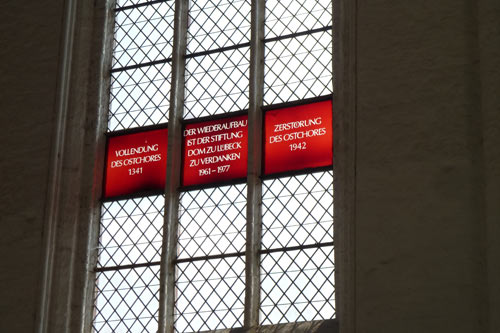 VOLLENDUNG
DES OSTCHORES
1341
DER WIEDERAUFBAU
IST DER STIFTUNG
DOM ZU LÜBECK
ZU VERDANKEN
1961–1977
ZERSTÖRUNG
DES OSTCHORES
1942